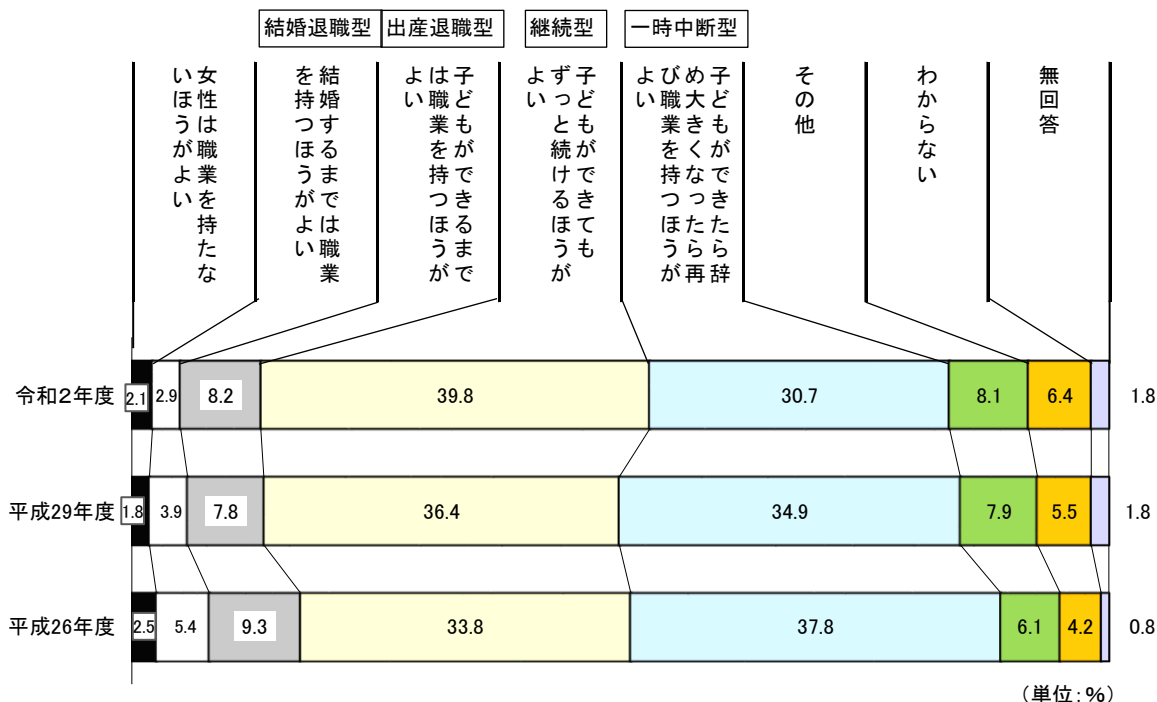 結婚退職型
出産退職型
継続型
一時中断型
女性は職業を持たな
いほうがよい
結婚するまでは職業
を持つほうがよい
子どもができるまで
は職業を持つほうが
よい
子どもができても
ずっと続けるほうが
よい
子どもができたら辞
め大きくなったら再
び職業を持つほうが
よい
その他
わからない
無回答
令和2年度 2.1 2.9 8.2 39.8 30.7 8.1 6.4 1.8
平成29年度 1.8 3.9 7.8 36.4 34.9 7.9 5.5 1.8
平成26年度 2.5 5.4 9.3 33.8 37.8 6.1 4.2 0.8
（単位：％）